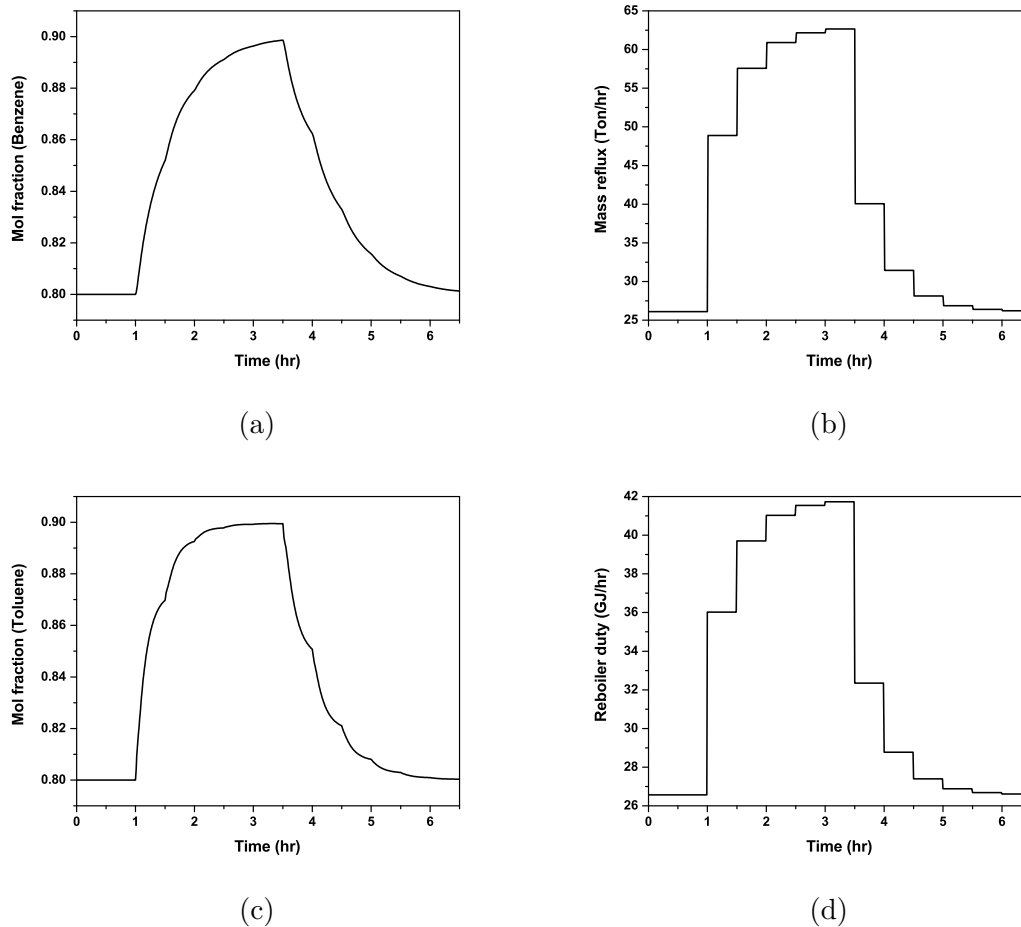 0.90
0.88
0.86
0.84
0.82
0.80
0 1 2 3 4 5 6
Mol fraction (Benzene)
Time (hr)
(a)
65
60
55
50
45
40
35
30
25
0 1 2 3 4 5 6
Mass reflux (Ton/hr)
Time (hr)
(b)
0.90
0.88
0.86
0.84
0.82
0.80
0 1 2 3 4 5 6
Mol fraction (Toluene)
Time (hr)
(c)
42
40
38
36
34
32
30
28
26
0 1 2 3 4 5 6
Reboiler duty (GJ/hr)
Time (hr)
(d)